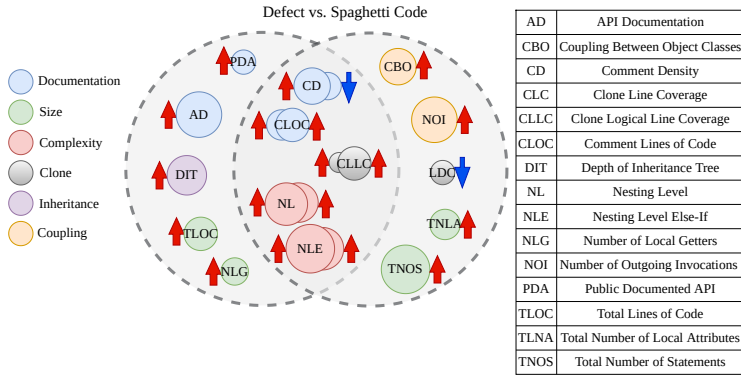 Defect vs. Spaghetti Code
Documentation
Size
Complexity
Clone
Inheritance
Coupling
PDA
AD
DIT
TLOC
NLG
CD
CLOC
CLLC
NL
NLE
CBO
NOI
LDC
TNLA
TNOS
AD API Documentation
CBO Coupling Between Object Classes
CD Comment Density
CLC Clone Line Coverage
CLLC Clone Logical Line Coverage
CLOC Comment Lines of Code
DIT Depth of Inheritance Tree
NL Nesting Level
NLE Nesting Level Else-If
NLG Number of Local Getters
NOI Number of Outgoing Invocations
PDA Public Documented API
TLOC Total Lines of Code
TLNA Total Number of Local Attributes
TNOS Total Number of Statements